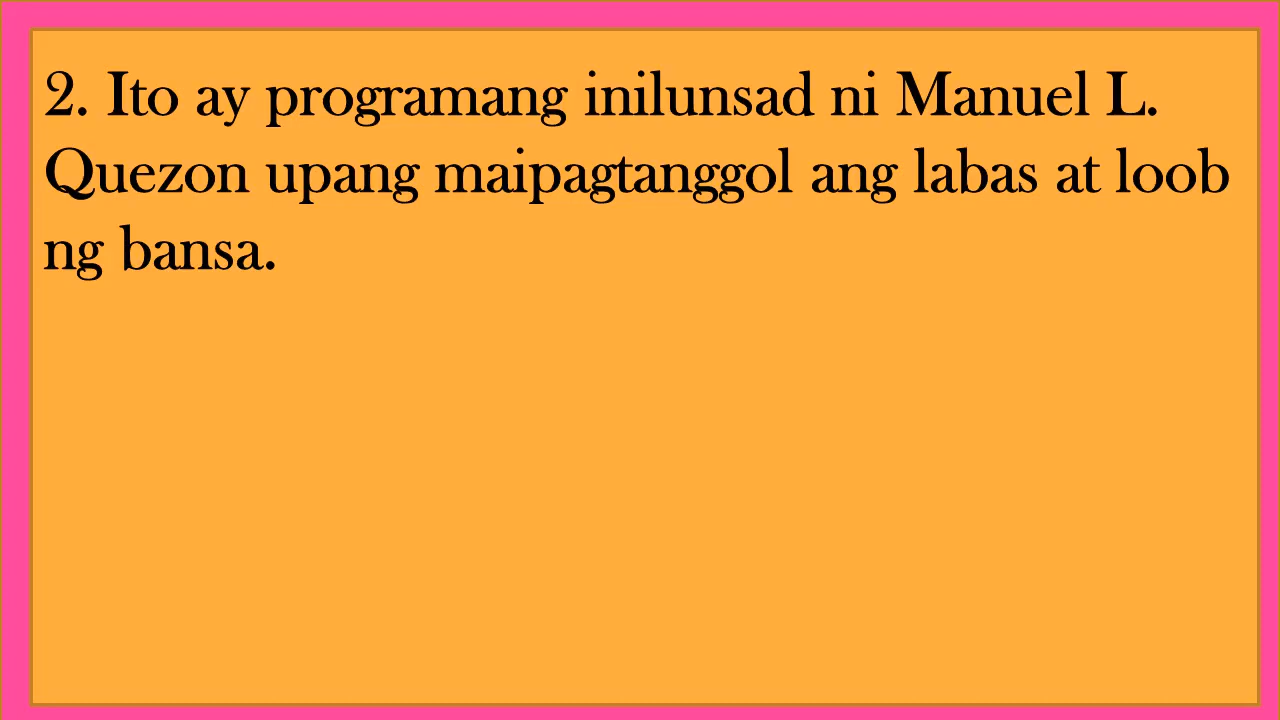 2. Ito ay programang inilunsad ni Manuel L.
Quezon upang maipagtanggol ang labas at loob
ng bansa.